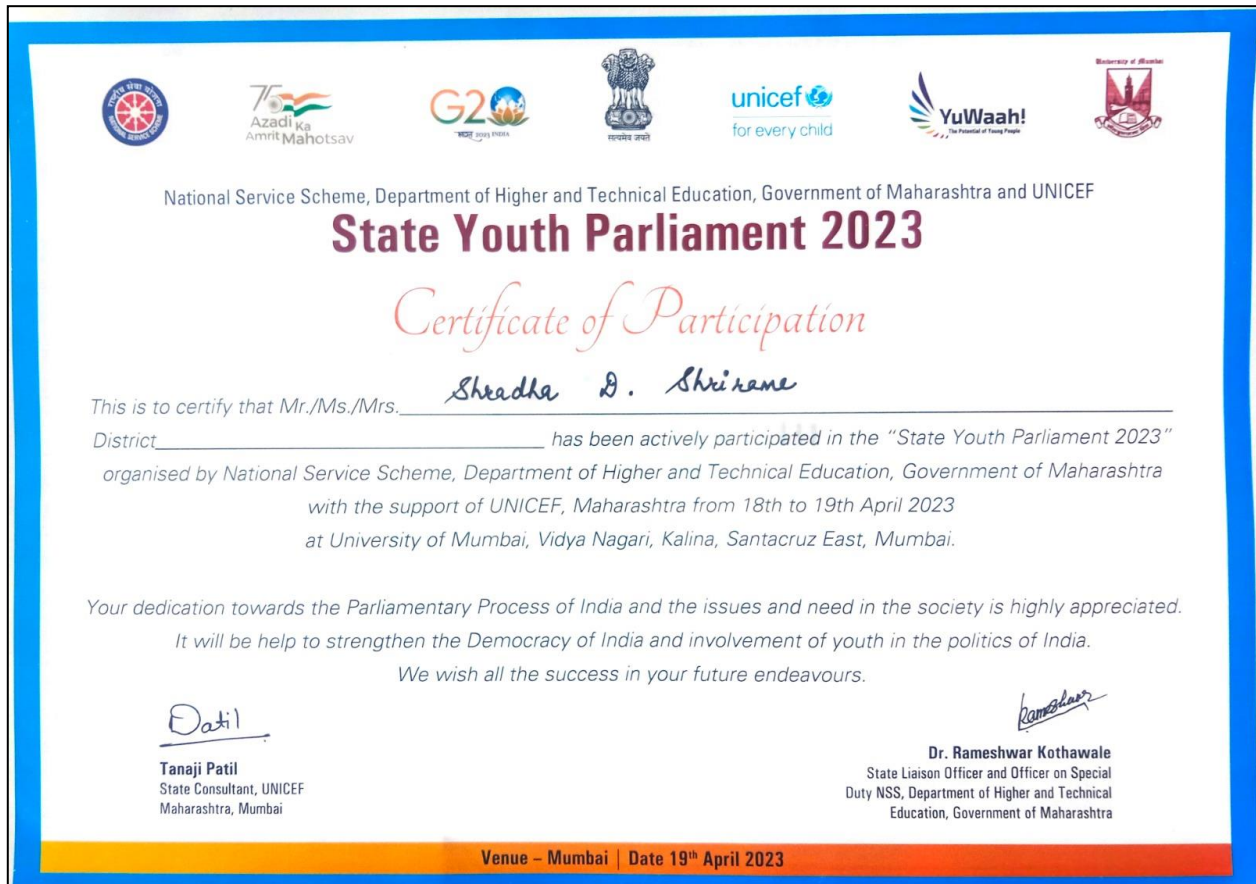 राष्ट्रीय सेवा योजना
NATIONAL SERVICE SCHEME
75
Azadi Ka
Amrit Mahotsav
G20
भारत 2023 INDIA
सत्यमेव जयते
unicef
for every child
YuWaah!
The Potential of Young People
University of Mumbai
National Service Scheme, Department of Higher and Technical Education, Government of Maharashtra and UNICEF
State Youth Parliament 2023
Certificate of Participation
This is to certify that Mr./Ms./Mrs. Shradha D. Shrirame
District has been actively participated in the “State Youth Parliament 2023”
organised by National Service Scheme, Department of Higher and Technical Education, Government of Maharashtra
with the support of UNICEF, Maharashtra from 18th to 19th April 2023
at University of Mumbai, Vidya Nagari, Kalina, Santacruz East, Mumbai.
Your dedication towards the Parliamentary Process of India and the issues and need in the society is highly appreciated.
It will be help to strengthen the Democracy of India and involvement of youth in the politics of India.
We wish all the success in your future endeavours.
Patil
Rameshwar
Tanaji Patil
State Consultant, UNICEF
Maharashtra, Mumbai
Dr. Rameshwar Kothawale
State Liaison Officer and Officer on Special
Duty NSS, Department of Higher and Technical
Education, Government of Maharashtra
Venue – Mumbai | Date 19th April 2023